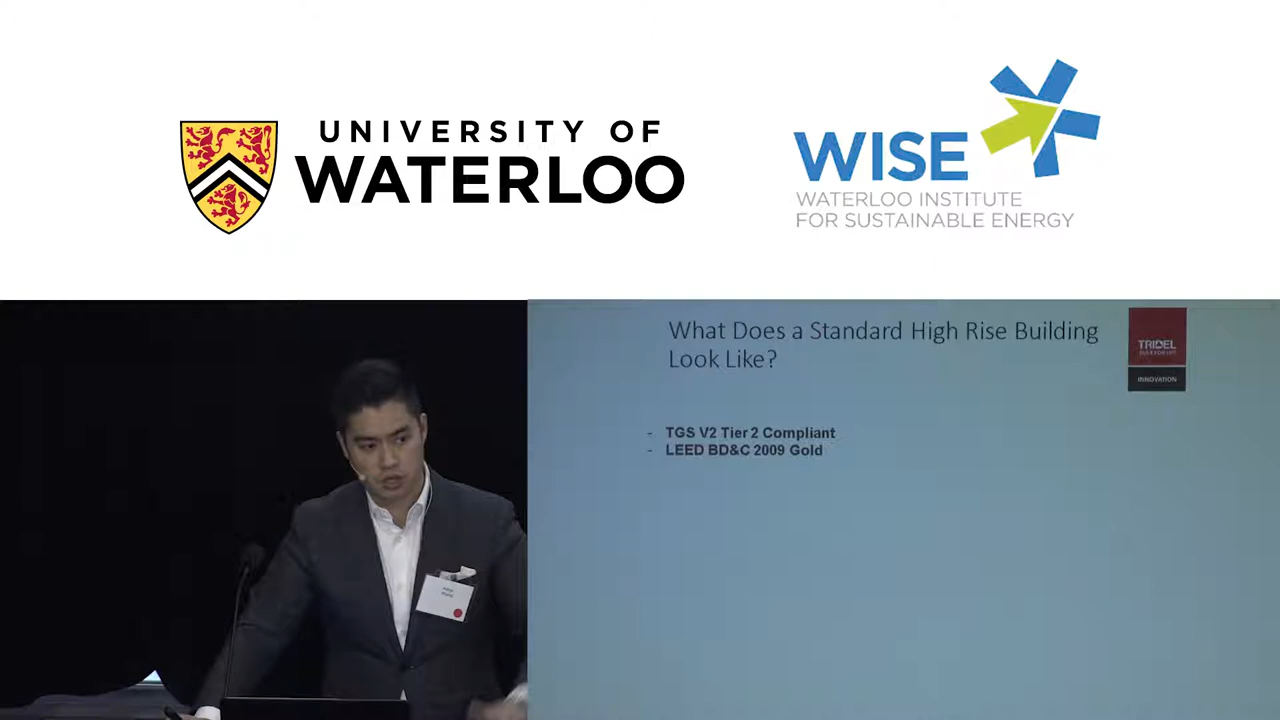 UNIVERSITY OF
WATERLOO
WISE
WATERLOO INSTITUTE
FOR SUSTAINABLE ENERGY
What Does a Standard High Rise Building
Look Like?
TRIDEL
INNOVATION
- TGS V2 Tier 2 Compliant
- LEED BD&C 2009 Gold